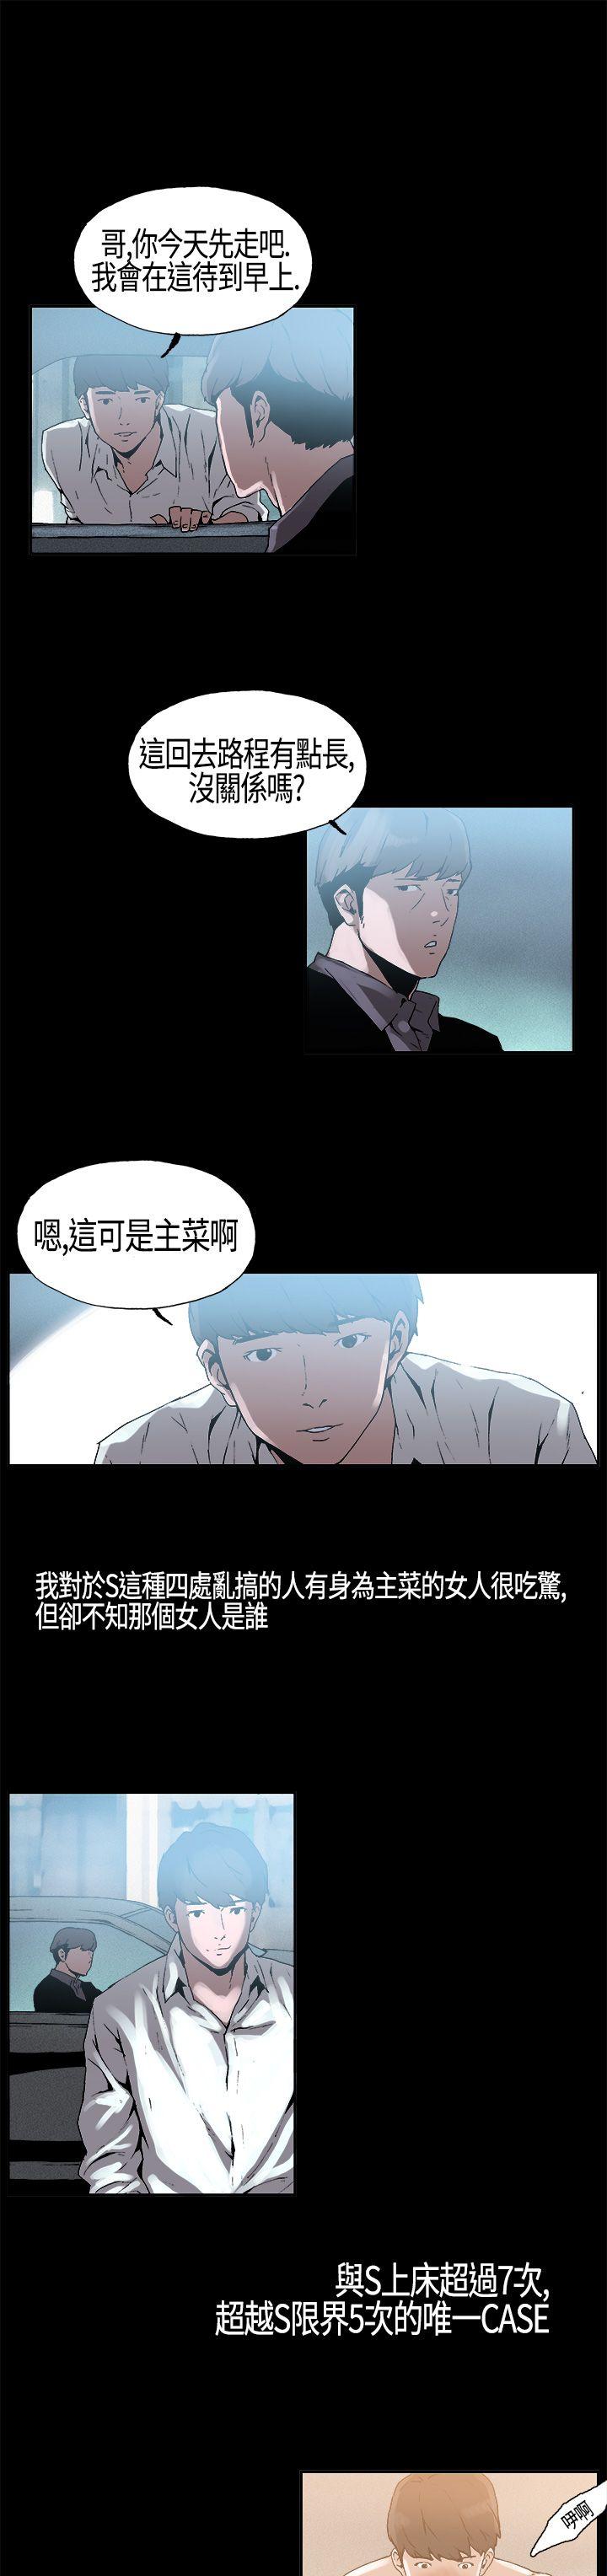 哥,你今天先走吧.
我會在這待到早上.
這回去路程有點長,
沒關係嗎?
嗯,這可是主菜啊
我對於S這種四處亂搞的人有身為主菜的女人很吃驚,
但卻不知那個女人是誰
與S上床超過7次,
超越S限界5次的唯一CASE
咿啊